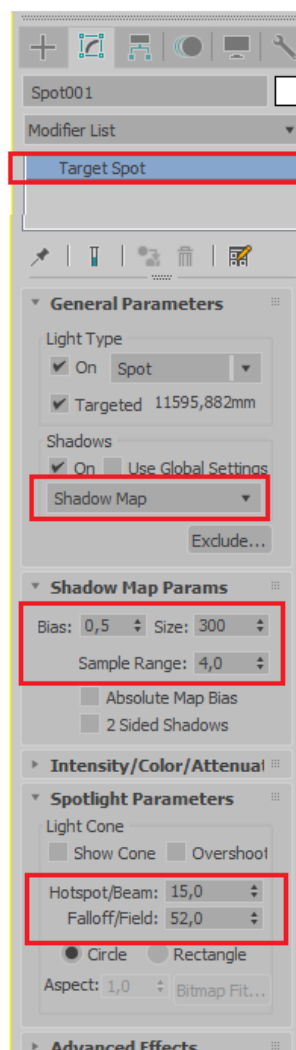 Spot001
Modifier List
Target Spot
General Parameters
Light Type
On Spot
Targeted 11595,882mm
Shadows
On Use Global Settings
Shadow Map
Exclude...
Shadow Map Params
Bias: 0,5 Size: 300
Sample Range: 4,0
Absolute Map Bias
2 Sided Shadows
Intensity/Color/Attenuat
Spotlight Parameters
Light Cone
Show Cone Overshoot
Hotspot/Beam: 15,0
Falloff/Field: 52,0
Circle Rectangle
Aspect: 1,0 Bitmap Fit...
Advanced Effects